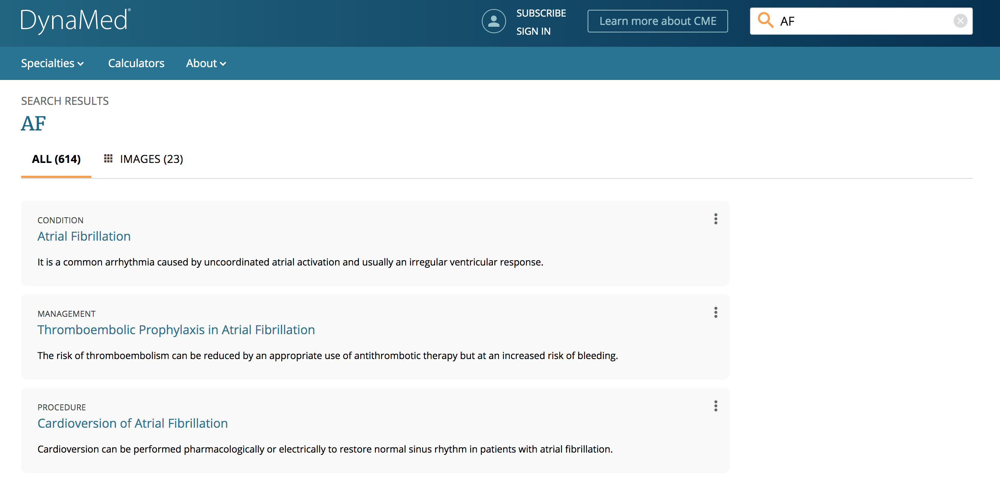 DynaMed®
SUBSCRIBE
SIGN IN
Learn more about CME
AF
Specialties
Calculators
About
SEARCH RESULTS
AF
ALL (614)
IMAGES (23)
CONDITION
Atrial Fibrillation
It is a common arrhythmia caused by uncoordinated atrial activation and usually an irregular ventricular response.
MANAGEMENT
Thromboembolic Prophylaxis in Atrial Fibrillation
The risk of thromboembolism can be reduced by an appropriate use of antithrombotic therapy but at an increased risk of bleeding.
PROCEDURE
Cardioversion of Atrial Fibrillation
Cardioversion can be performed pharmacologically or electrically to restore normal sinus rhythm in patients with atrial fibrillation.